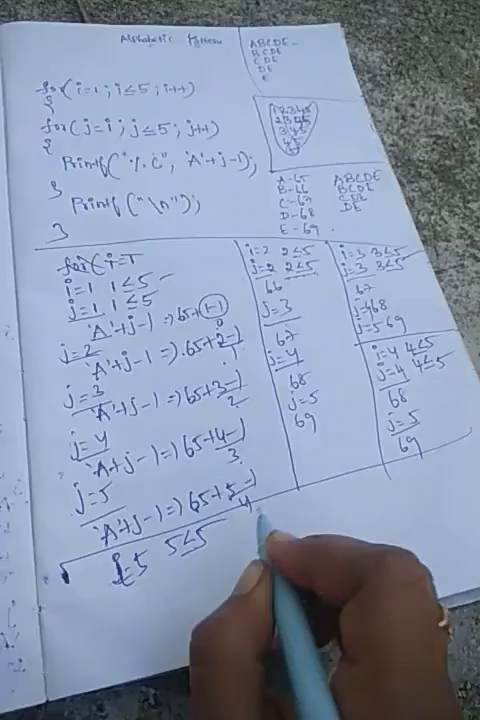 Alphabetic Pattern
for(i=1; i≤5; i++)
{
for(j=i; j≤5; j++)
{
Printf("%c", 'A'+j-1);
}
Printf("\n");
}
ABCDE
BCDE
CDE
DE
E
12345
2345
345
45
5
A-65
B-66
C-67
D-68
E-69
ABCDE
BCDE
CDE
DE
for(i=1
i=1 1≤5
j=1 1≤5
'A'+j-1 => 65+1-1
0
j=2
'A'+j-1 => 65+2-1
1
j=3
'A'+j-1 => 65+3-1
2
j=4
'A'+j-1 => 65+4-1
3
j=5
'A'+j-1 => 65+5-1
4
i=2 2≤5
j=2 2≤5
66
j=3
67
j=4
68
j=5
69
i=3 3≤5
j=3 3≤5
67
j=4 68
j=5 69
i=4 4≤5
j=4 4≤5
68
j=5
69
i=5 5≤5